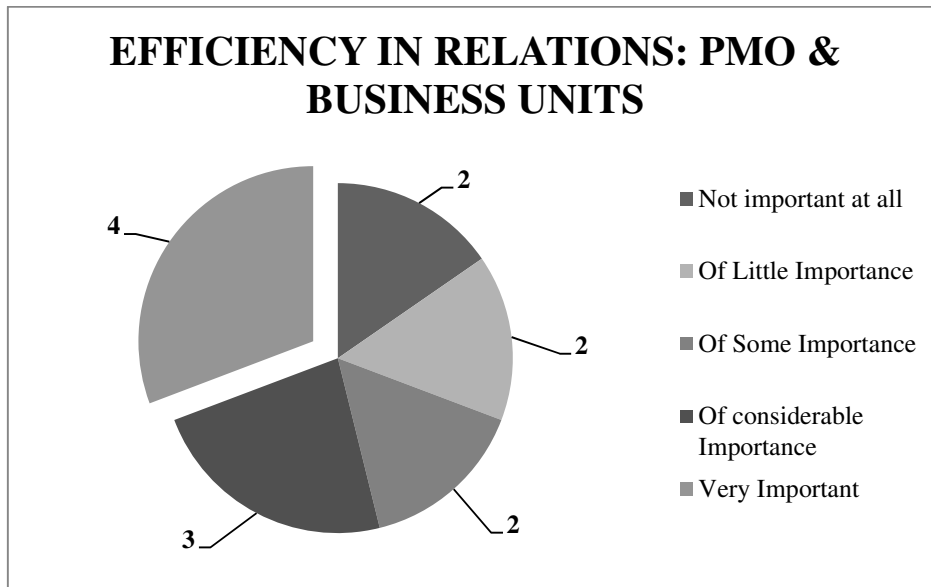 EFFICIENCY IN RELATIONS: PMO &
BUSINESS UNITS
2
4
2
2
3
Not important at all
Of Little Importance
Of Some Importance
Of considerable
Importance
Very Important